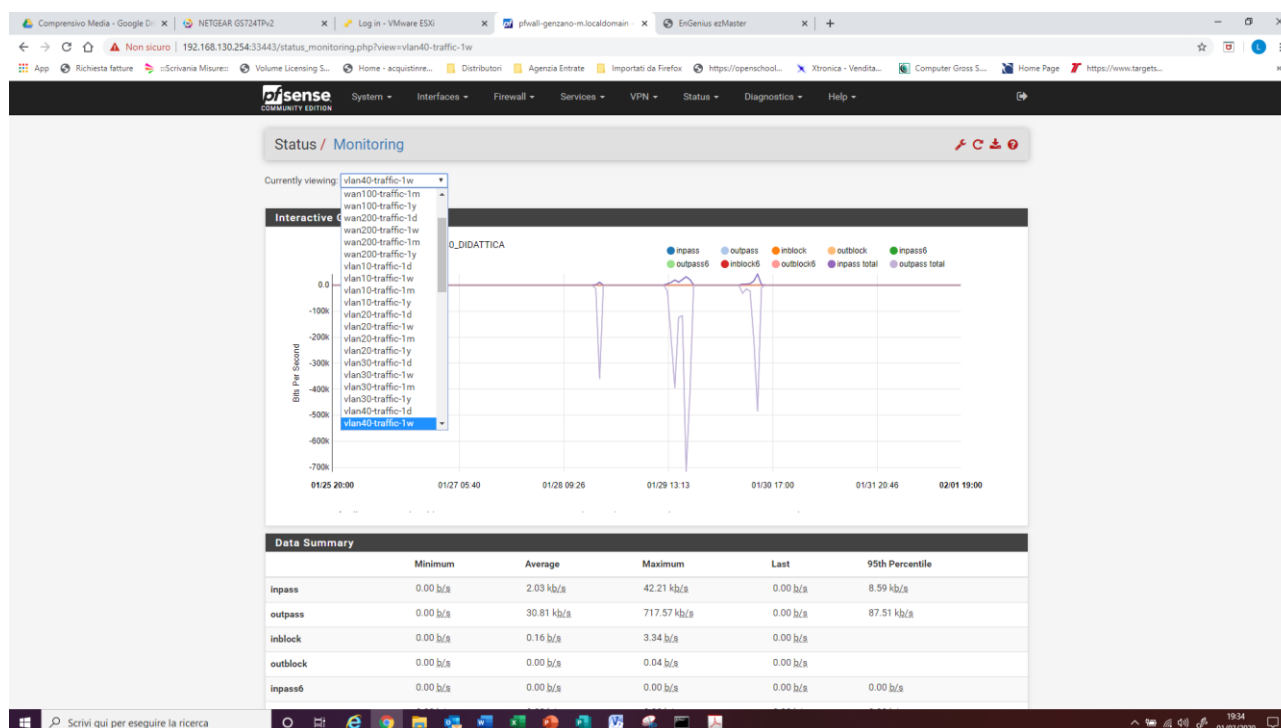 Comprensivo Media - Google Dr
NETGEAR GS724TPv2
Log in - VMware ESXi
pfwall-genzano-m.localdomain -
EnGenius ezMaster
Non sicuro | 192.168.130.254:33443/status_monitoring.php?view=vlan40-traffic-1w
App Richiesta fatture ::Scrivania Misure:: Volume Licensing S... Home - acquistinre... Distributori Agenzia Entrate Importati da Firefox https://openschool... Xtronica - Vendita... Computer Gross S... Home Page https://www.targets...
pfsense
COMMUNITY EDITION
System Interfaces Firewall Services VPN Status Diagnostics Help
Status / Monitoring
Currently viewing: vlan40-traffic-1w
wan100-traffic-1m
wan100-traffic-1y
wan200-traffic-1d
wan200-traffic-1w
wan200-traffic-1m
wan200-traffic-1y
vlan10-traffic-1d
vlan10-traffic-1w
vlan10-traffic-1m
vlan10-traffic-1y
vlan20-traffic-1d
vlan20-traffic-1w
vlan20-traffic-1m
vlan20-traffic-1y
vlan30-traffic-1d
vlan30-traffic-1w
vlan30-traffic-1m
vlan30-traffic-1y
vlan40-traffic-1d
vlan40-traffic-1w
Interactive
0_DIDATTICA
inpass outpass inblock outblock inpass6
outpass6 inblock6 outblock6 inpass total outpass total
Bits Per Second
0.0
-100k
-200k
-300k
-400k
-500k
-600k
-700k
01/25 20:00 01/27 05:40 01/28 09:26 01/29 13:13 01/30 17:00 01/31 20:46 02/01 19:00
Data Summary
Minimum Average Maximum Last 95th Percentile
inpass 0.00 b/s 2.03 kb/s 42.21 kb/s 0.00 b/s 8.59 kb/s
outpass 0.00 b/s 30.81 kb/s 717.57 kb/s 0.00 b/s 87.51 kb/s
inblock 0.00 b/s 0.16 b/s 3.34 b/s 0.00 b/s
outblock 0.00 b/s 0.00 b/s 0.04 b/s 0.00 b/s
inpass6 0.00 b/s 0.00 b/s 0.00 b/s 0.00 b/s 0.00 b/s
Scrivi qui per eseguire la ricerca
19:34